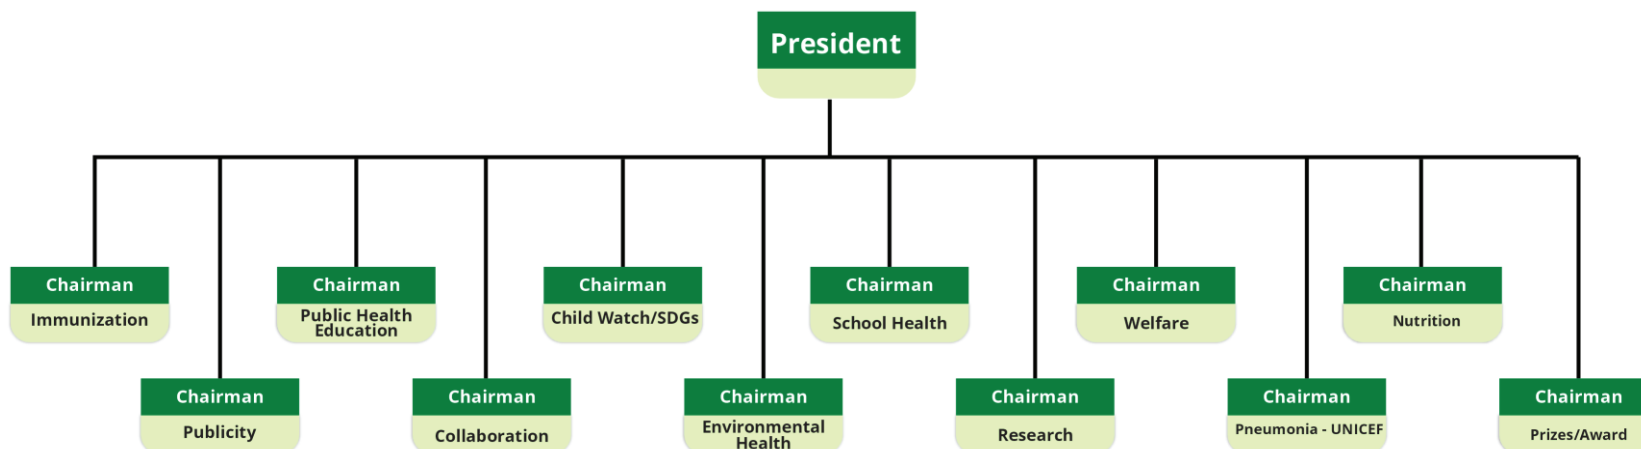 President
Chairman
Immunization
Chairman
Public Health
Education
Chairman
Child Watch/SDGs
Chairman
School Health
Chairman
Welfare
Chairman
Nutrition
Chairman
Publicity
Chairman
Collaboration
Chairman
Environmental
Health
Chairman
Research
Chairman
Pneumonia - UNICEF
Chairman
Prizes/Award